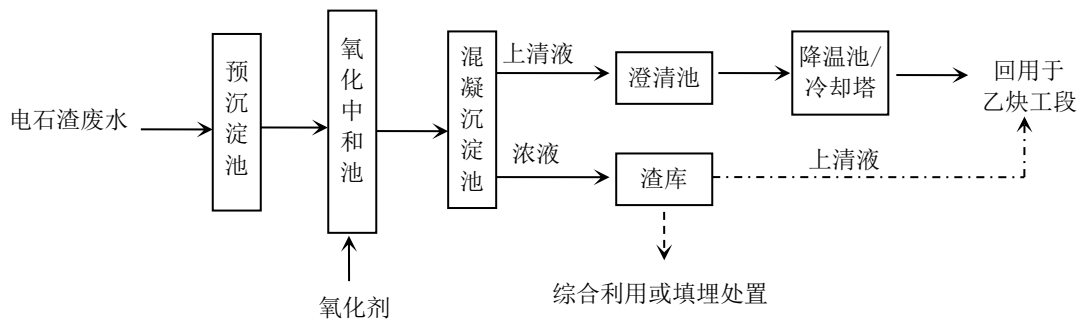 电石渣废水
预沉淀池
氧化中和池
氧化剂
混凝沉淀池
上清液
澄清池
降温池/
冷却塔
回用于
乙炔工段
浓液
渣库
上清液
综合利用或填埋处置